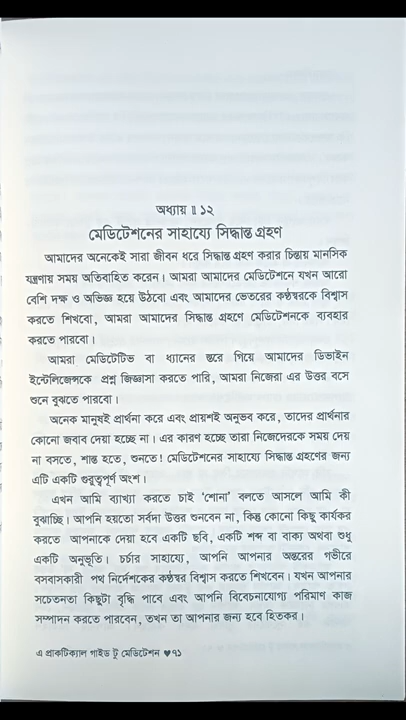 অধ্যায় ॥ ১২
মেডিটেশনের সাহায্যে সিদ্ধান্ত গ্রহণ
আমাদের অনেকেই সারা জীবন ধরে সিদ্ধান্ত গ্রহণ করার চিন্তায় মানসিক
যন্ত্রণায় সময় অতিবাহিত করেন। আমরা আমাদের মেডিটেশনে যখন আরো
বেশি দক্ষ ও অভিজ্ঞ হয়ে উঠবো এবং আমাদের ভেতরের কণ্ঠস্বরকে বিশ্বাস
করতে শিখবো, আমরা আমাদের সিদ্ধান্ত গ্রহণে মেডিটেশনকে ব্যবহার
করতে পারবো।
আমরা মেডিটেটিভ বা ধ্যানের স্তরে গিয়ে আমাদের ডিভাইন
ইন্টেলিজেন্সকে প্রশ্ন জিজ্ঞাসা করতে পারি, আমরা নিজেরা এর উত্তর বসে
শুনে বুঝতে পারবো।
অনেক মানুষই প্রার্থনা করে এবং প্রায়শই অনুভব করে, তাদের প্রার্থনার
কোনো জবাব দেয়া হচ্ছে না। এর কারণ হচ্ছে তারা নিজেদেরকে সময় দেয়
না বসতে, শান্ত হতে, শুনতে! মেডিটেশনের সাহায্যে সিদ্ধান্ত গ্রহণের জন্য
এটি একটি গুরুত্বপূর্ণ অংশ।
এখন আমি ব্যাখ্যা করতে চাই ‘শোনা’ বলতে আসলে আমি কী
বুঝাচ্ছি। আপনি হয়তো সর্বদা উত্তর শুনবেন না, কিন্তু কোনো কিছু কার্যকর
করতে আপনাকে দেয়া হবে একটি ছবি, একটি শব্দ বা বাক্য অথবা শুধু
একটি অনুভূতি। চর্চার সাহায্যে, আপনি আপনার অন্তরের গভীরে
বসবাসকারী পথ নির্দেশকের কণ্ঠস্বর বিশ্বাস করতে শিখবেন। যখন আপনার
সচেতনতা কিছুটা বৃদ্ধি পাবে এবং আপনি বিবেচনাযোগ্য পরিমাণ কাজ
সম্পাদন করতে পারবেন, তখন তা আপনার জন্য হবে হিতকর।
এ প্রাকটিক্যাল গাইড টু মেডিটেশন ♥ ৭১